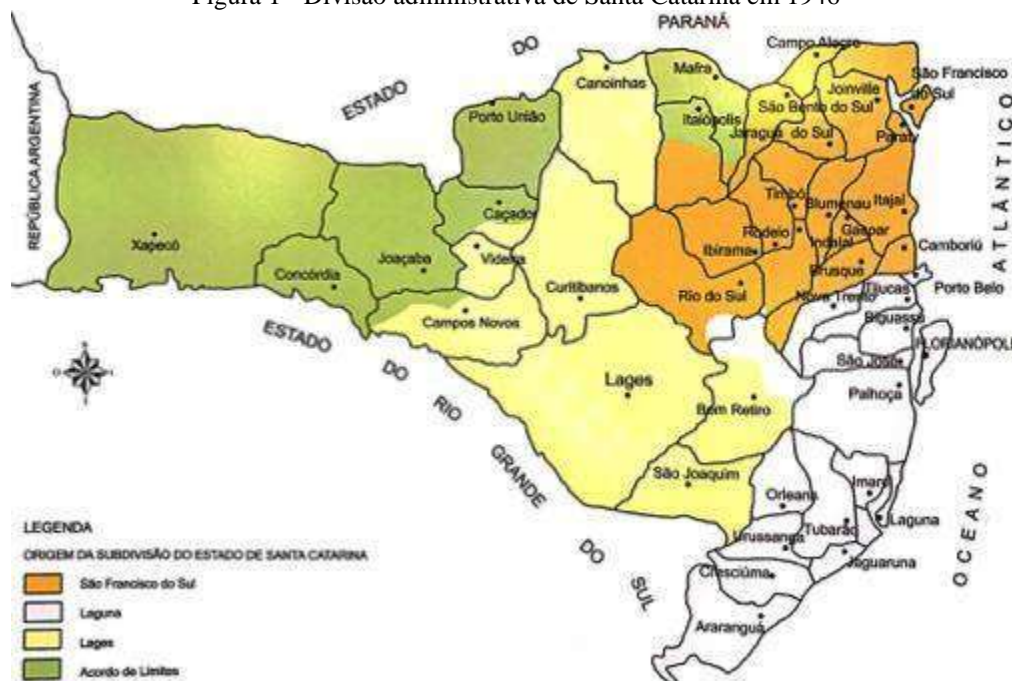 Figura 1 - Divisão administrativa de Santa Catarina em 1946
PARANÁ
DO
ESTADO
Campo Alegre
Canoinhas
Mafra
São Francisco
do Sul
Joinville
São Bento do Sul
Porto União
Itaiópolis
Jaraguá do Sul
Paraty
REPÚBLICA ARGENTINA
ATLÂNTICO
Timbó
Blumenau
Itajaí
Caçador
Gaspar
Rodeio
Indaial
Camboriú
Xapecó
Joaçaba
Videira
Ibirama
Brusque
Concórdia
Curitibanos
Rio do Sul
Tijucas
Porto Belo
Nova Trento
Campos Novos
Biguassú
FLORIANÓPOLI
ESTADO
São José
DO
Lages
Palhoça
RIO
Bom Retiro
GRANDE
São Joaquim
Orleans
Imaruí
OCEANO
Laguna
Tubarão
Urussanga
DO
Jaguaruna
SUL
Cresciúma
Araranguá
LEGENDA
ORIGEM DA SUBDIVISÃO DO ESTADO DE SANTA CATARINA
São Francisco do Sul
Laguna
Lages
Acordo de Limites